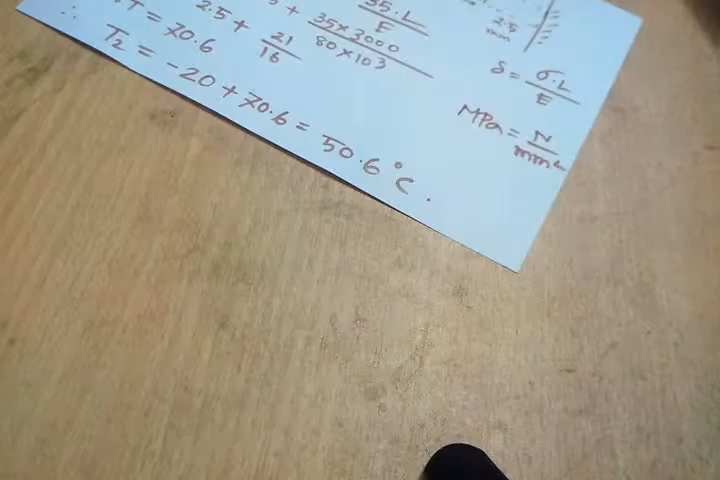 35.L
E
2.5 + 21/16 35×3000
80×103
∴ T = 70.6
T2 = -20 + 70.6 = 50.6°C.
2.5
mm
δ = σ.L
E
MPa = N
mm²